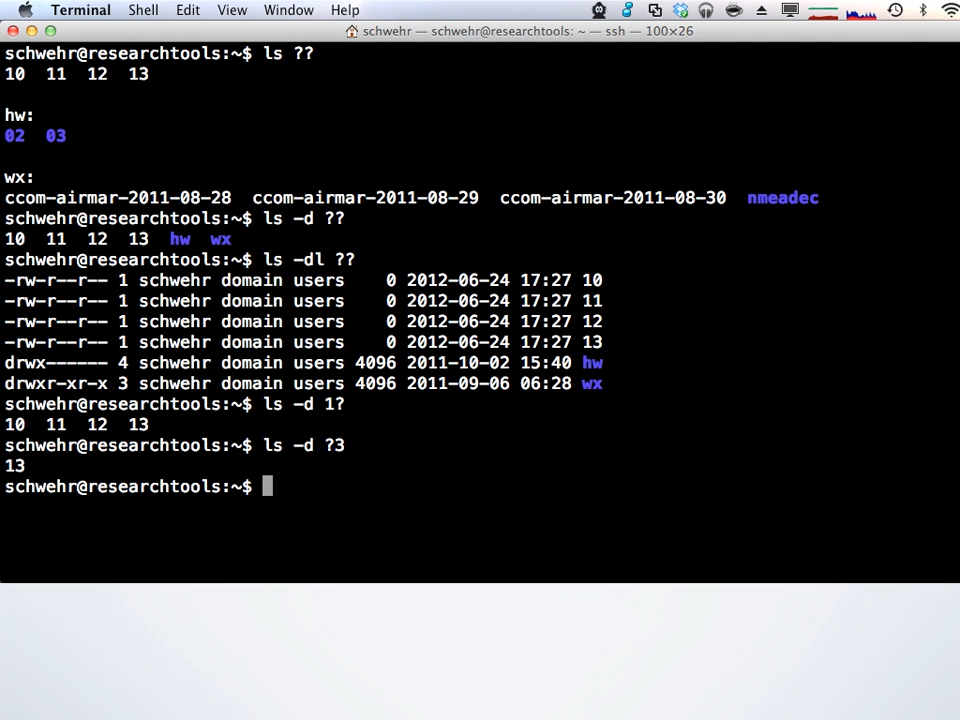 Terminal Shell Edit View Window Help
schwehr — schwehr@researchtools: ~ — ssh — 100×26
schwehr@researchtools:~$ ls ??
10  11  12  13

hw:
02  03

wx:
ccom-airmar-2011-08-28  ccom-airmar-2011-08-29  ccom-airmar-2011-08-30  nmeadec
schwehr@researchtools:~$ ls -d ??
10  11  12  13  hw  wx
schwehr@researchtools:~$ ls -dl ??
-rw-r--r-- 1 schwehr domain users    0 2012-06-24 17:27 10
-rw-r--r-- 1 schwehr domain users    0 2012-06-24 17:27 11
-rw-r--r-- 1 schwehr domain users    0 2012-06-24 17:27 12
-rw-r--r-- 1 schwehr domain users    0 2012-06-24 17:27 13
drwx------ 4 schwehr domain users 4096 2011-10-02 15:40 hw
drwxr-xr-x 3 schwehr domain users 4096 2011-09-06 06:28 wx
schwehr@researchtools:~$ ls -d 1?
10  11  12  13
schwehr@researchtools:~$ ls -d ?3
13
schwehr@researchtools:~$